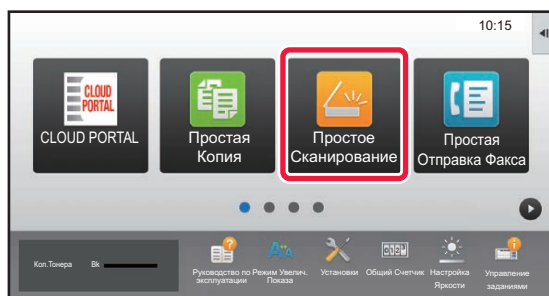 10:15
CLOUD
PORTAL
CLOUD PORTAL
Простая
Копия
Простое
Сканирование
Простая
Отправка Факса
Кол.Тонера
Bk
Руководство по
эксплуатации
Режим Увелич.
Показа
Установки
Общий Счетчик
Настройка
Яркости
Управление
заданиями